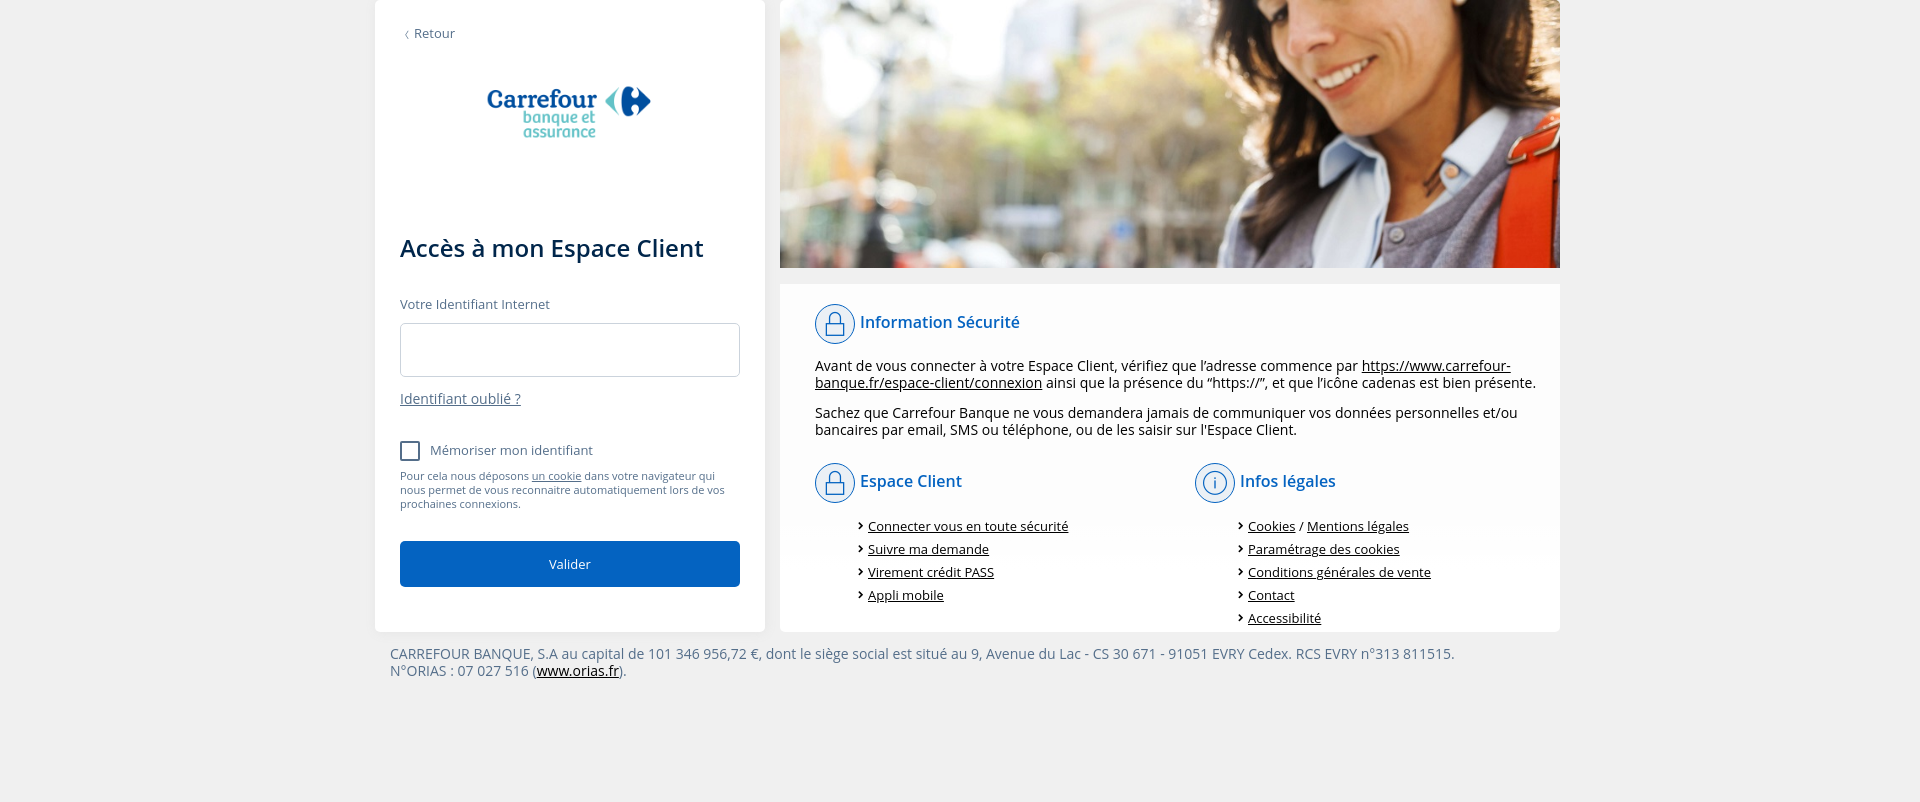 Retour
Carrefour
banque et
assurance
Accès à mon Espace Client
Votre Identifiant Internet
Identifiant oublié ?
Mémoriser mon identifiant
Pour cela nous déposons un cookie dans votre navigateur qui
nous permet de vous reconnaitre automatiquement lors de vos
prochaines connexions.
Valider
Information Sécurité
Avant de vous connecter à votre Espace Client, vérifiez que l’adresse commence par https://www.carrefour-
banque.fr/espace-client/connexion ainsi que la présence du “https://”, et que l’icône cadenas est bien présente.
Sachez que Carrefour Banque ne vous demandera jamais de communiquer vos données personnelles et/ou
bancaires par email, SMS ou téléphone, ou de les saisir sur l'Espace Client.
Espace Client
Connecter vous en toute sécurité
Suivre ma demande
Virement crédit PASS
Appli mobile
Infos légales
Cookies / Mentions légales
Paramétrage des cookies
Conditions générales de vente
Contact
Accessibilité
CARREFOUR BANQUE, S.A au capital de 101 346 956,72 €, dont le siège social est situé au 9, Avenue du Lac - CS 30 671 - 91051 EVRY Cedex. RCS EVRY n°313 811515.
N°ORIAS : 07 027 516 (www.orias.fr).